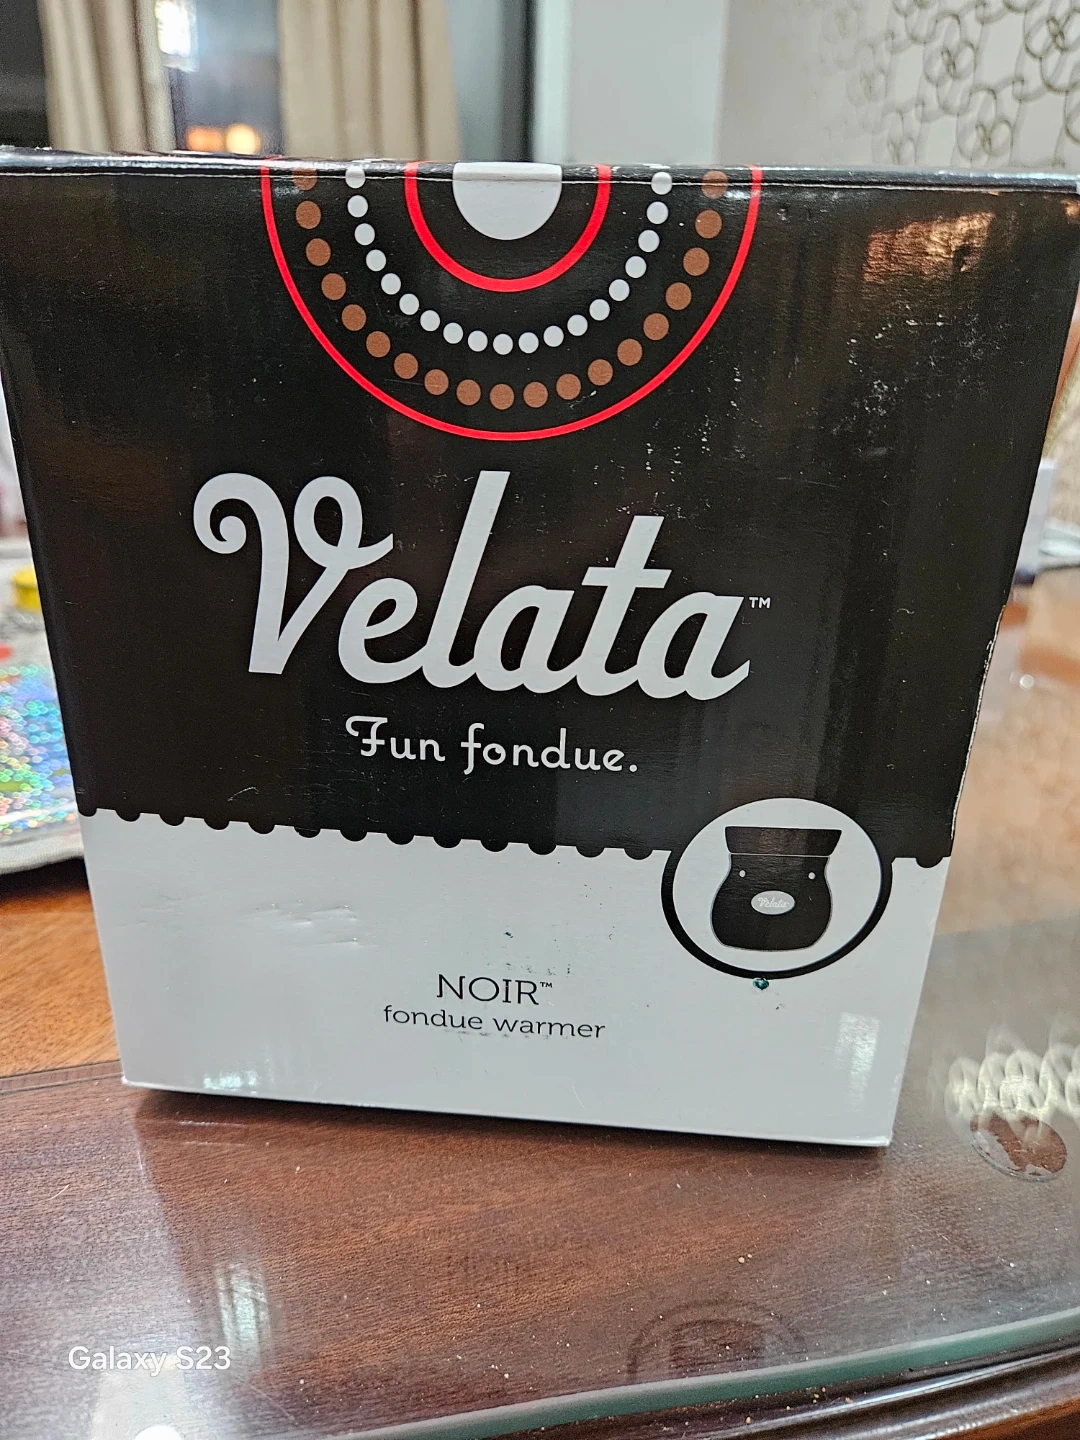 Velata™
Fun fondue.
Velata
NOIR™
fondue warmer
Galaxy S23